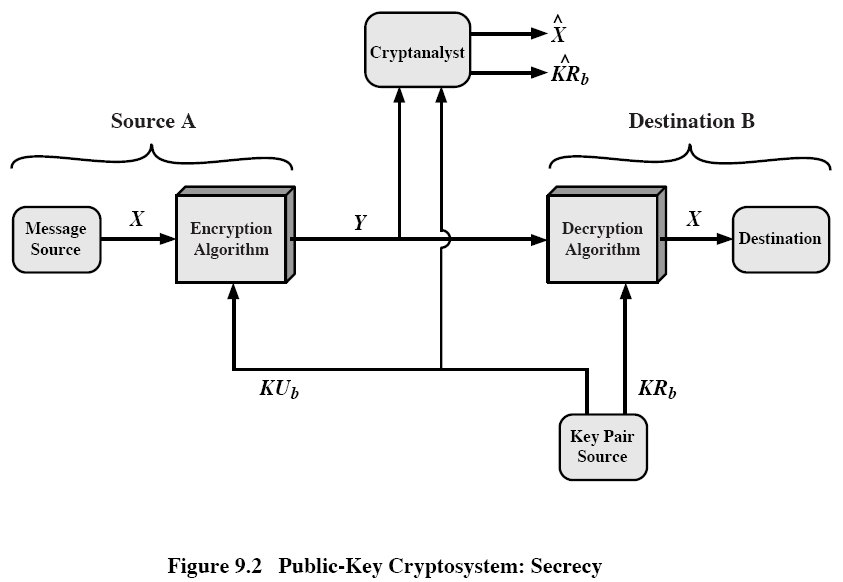 Cryptanalyst
X̂
K̂R_b
Source A
Destination B
Message
Source
X
Encryption
Algorithm
Y
Decryption
Algorithm
X
Destination
KU_b
KR_b
Key Pair
Source
Figure 9.2 Public-Key Cryptosystem: Secrecy